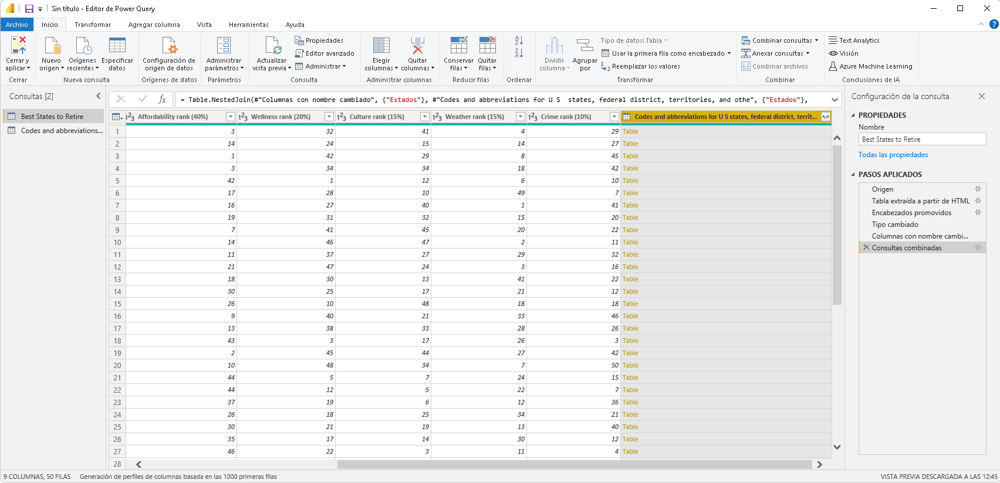 Sin título - Editor de Power Query
Archivo Inicio Transformar Agregar columna Vista Herramientas Ayuda
Cerrar y aplicar
Cerrar
Nuevo origen
Orígenes recientes
Especificar datos
Nueva consulta
Configuración de origen de datos
Orígenes de datos
Administrar parámetros
Parámetros
Actualizar vista previa
Propiedades
Editor avanzado
Administrar
Consulta
Elegir columnas
Quitar columnas
Administrar columnas
Conservar filas
Quitar filas
Reducir filas
Ordenar
Dividir columna
Agrupar por
Tipo de datos: Tabla
Usar la primera fila como encabezado
Reemplazar los valores
Transformar
Combinar consultas
Anexar consultas
Combinar archivos
Combinar
Text Analytics
Visión
Azure Machine Learning
Conclusiones de IA
Consultas [2]
Best States to Retire
Codes and abbreviations...
fx = Table.NestedJoin(#"Columnas con nombre cambiado", {"Estados"}, #"Codes and abbreviations for U S  states, federal district, territories, and othe", {"Estados"},
123 Affordability rank (40%) 123 Wellness rank (20%) 123 Culture rank (15%) 123 Weather rank (15%) 123 Crime rank (10%) Codes and abbreviations for U S states, federal district, territ...
1 3 32 41 4 29 Table
2 14 24 15 14 27 Table
3 1 42 29 8 45 Table
4 3 34 34 18 42 Table
5 42 1 12 6 10 Table
6 17 28 10 49 7 Table
7 16 27 40 1 41 Table
8 19 31 32 15 20 Table
9 7 41 45 20 22 Table
10 14 46 47 2 11 Table
11 11 37 27 29 32 Table
12 21 47 24 3 16 Table
13 18 30 13 41 22 Table
14 30 25 17 21 12 Table
15 26 10 48 18 18 Table
16 9 40 21 33 46 Table
17 13 38 33 28 26 Table
18 43 3 17 26 3 Table
19 2 45 44 27 42 Table
20 10 48 34 7 50 Table
21 44 5 7 24 15 Table
22 44 12 5 22 7 Table
23 37 19 6 12 36 Table
24 26 18 25 34 21 Table
25 30 21 19 13 40 Table
26 35 17 14 30 12 Table
27 46 22 3 11 4 Table
28
Configuración de la consulta
PROPIEDADES
Nombre
Best States to Retire
Todas las propiedades
PASOS APLICADOS
Origen
Tabla extraída a partir de HTML
Encabezados promovidos
Tipo cambiado
Columnas con nombre cambi...
Consultas combinadas
9 COLUMNAS, 50 FILAS Generación de perfiles de columnas basada en las 1000 primeras filas VISTA PREVIA DESCARGADA A LAS 12:45